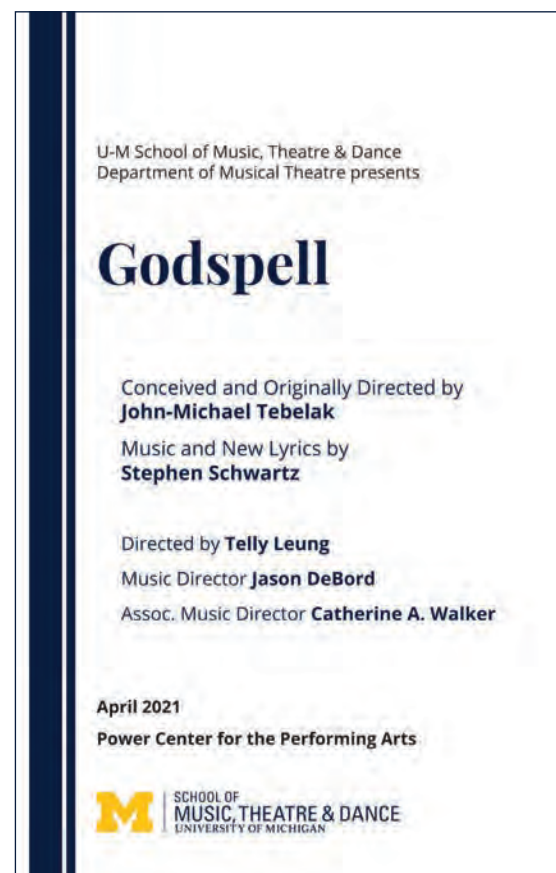 U-M School of Music, Theatre & Dance
Department of Musical Theatre presents
Godspell
Conceived and Originally Directed by
John-Michael Tebelak
Music and New Lyrics by
Stephen Schwartz
Directed by Telly Leung
Music Director Jason DeBord
Assoc. Music Director Catherine A. Walker
April 2021
Power Center for the Performing Arts
M
SCHOOL OF
MUSIC, THEATRE & DANCE
UNIVERSITY OF MICHIGAN